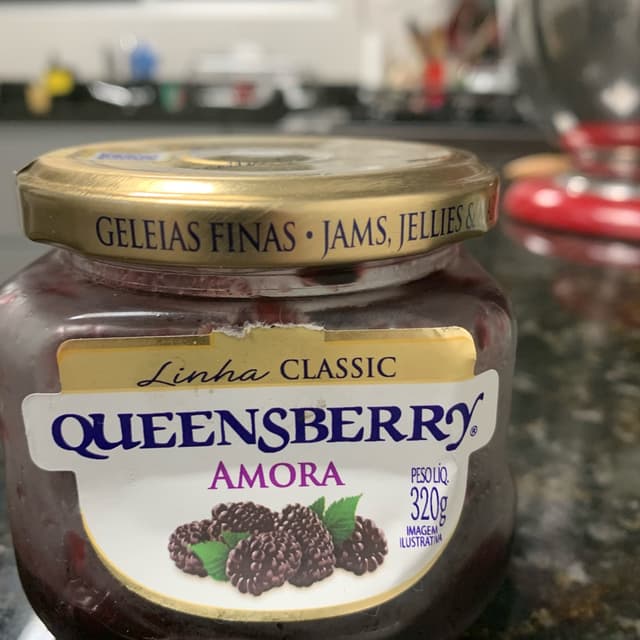 GELEIAS FINAS • JAMS, JELLIES &
Linha CLASSIC
QUEENSBERRY®
AMORA
PESO LÍQ.
320g
IMAGEM
ILUSTRATIVA